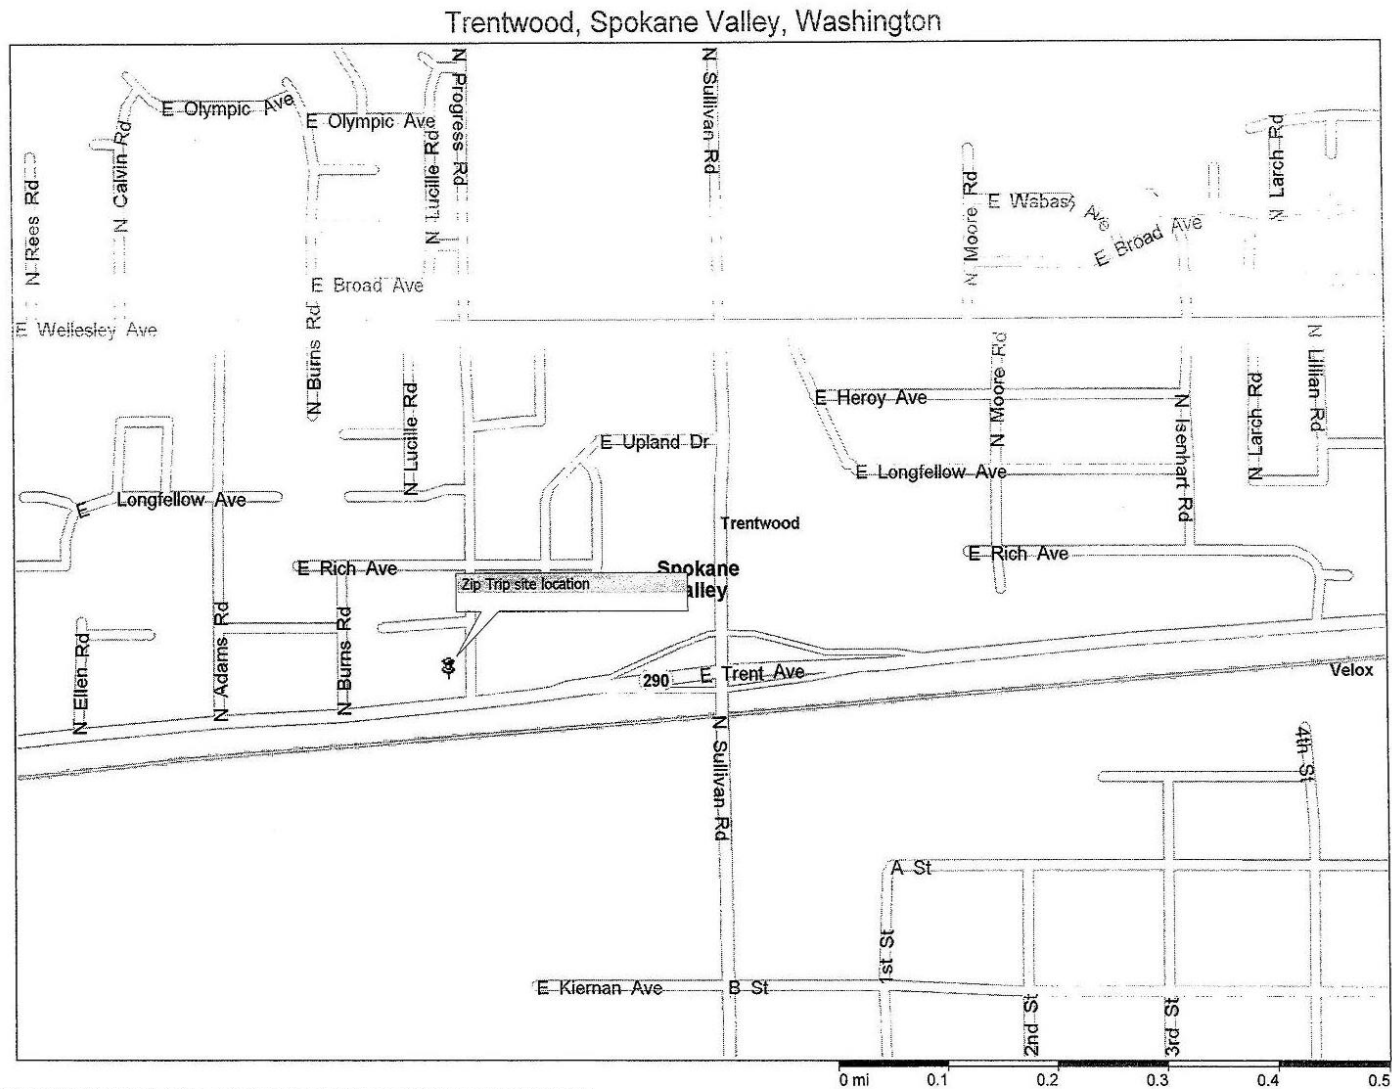 Trentwood, Spokane Valley, Washington
N Progress Rd
N Sullivan Rd
E Olympic Ave
E Olympic Ave
N Calvin Rd
N Lucille Rd
N Rees Rd
N Moore Rd
N Larch Rd
E Wabash Ave
E Broad Ave
E Broad Ave
E Wellesley Ave
N Burns Rd
N Moore Rd
N Lillian Rd
N Lucille Rd
E Heroy Ave
N Isenhart Rd
N Larch Rd
E Upland Dr
E Longfellow Ave
E Longfellow Ave
Trentwood
E Rich Ave
E Rich Ave
Spokane
alley
Zip Trip site location
N Ellen Rd
N Adams Rd
N Burns Rd
290
E Trent Ave
Velox
N Sullivan Rd
4th St
A St
1st St
E Kiernan Ave
B St
2nd St
3rd St
0 mi 0.1 0.2 0.3 0.4 0.5